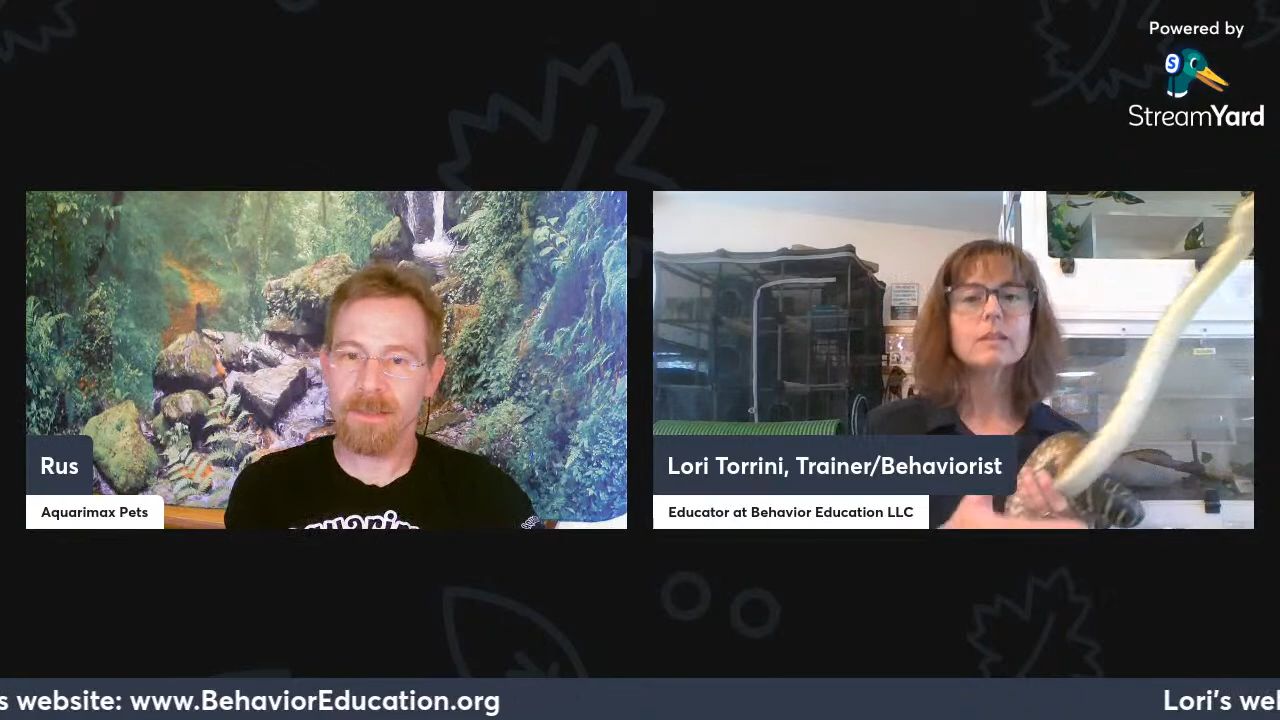 Powered by
StreamYard
Rus
Aquarimax Pets
Lori Torrini, Trainer/Behaviorist
Educator at Behavior Education LLC
s website: www.BehaviorEducation.org
Lori's wel